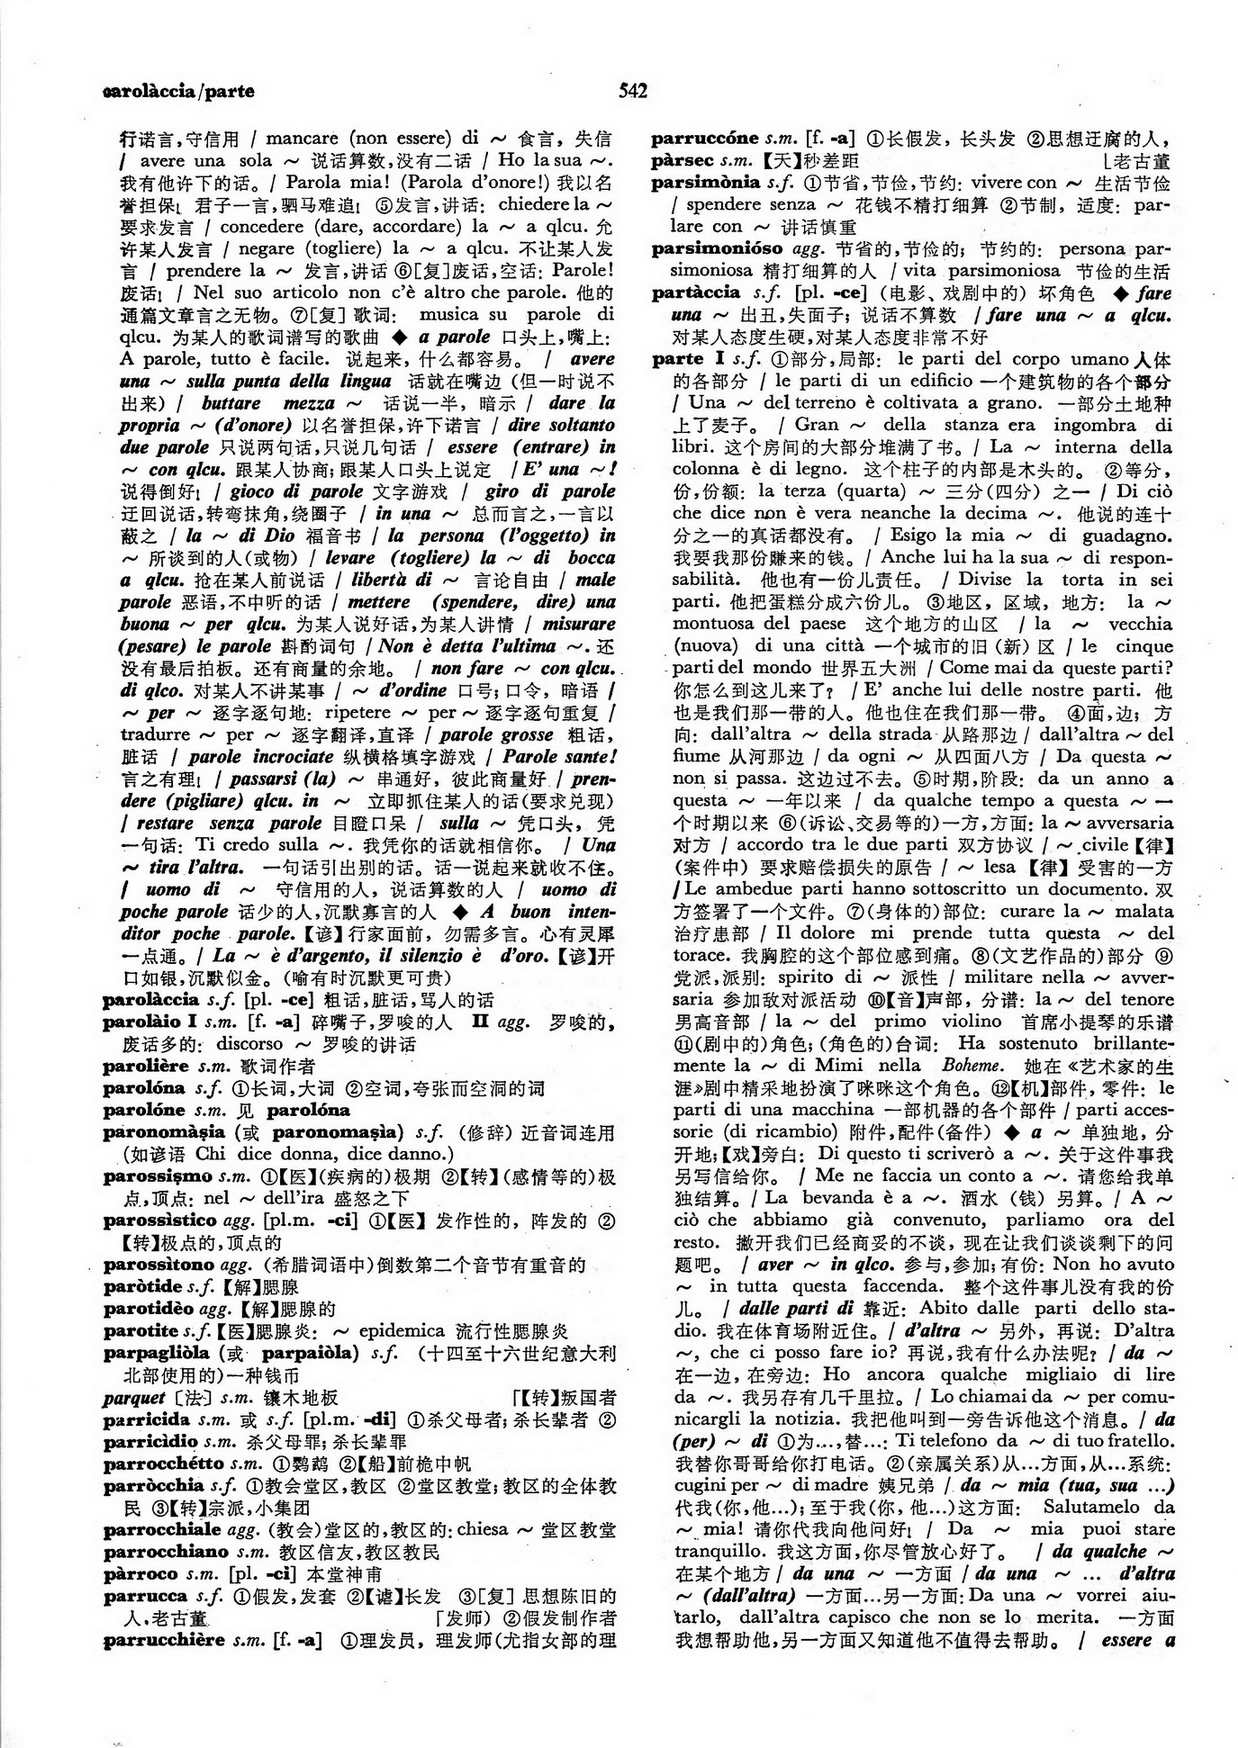 parolàccia/parte
542
行诺言,守信用 / mancare (non essere) di ～ 食言, 失信
/ avere una sola ～ 说话算数,没有二话 / Ho la sua ～.
我有他许下的话。/ Parola mia! (Parola d'onore!) 我以名
誉担保! 君子一言,驷马难追! ⑤发言,讲话: chiedere la ～
要求发言 / concedere (dare, accordare) la ～ a qlcu. 允
许某人发言 / negare (togliere) la ～ a qlcu. 不让某人发
言 / prendere la ～ 发言,讲话 ⑥[复]废话,空话: Parole!
废话! / Nel suo articolo non c'è altro che parole. 他的
通篇文章言之无物。⑦[复] 歌词: musica su parole di
qlcu. 为某人的歌词谱写的歌曲 ◆ a parole 口头上,嘴上:
A parole, tutto è facile. 说起来, 什么都容易。 / avere
una ～ sulla punta della lingua 话就在嘴边 (但一时说不
出来) / buttare mezza ～ 话说一半, 暗示 / dare la
propria ～ (d'onore) 以名誉担保,许下诺言 / dire soltanto
due parole 只说两句话,只说几句话 / essere (entrare) in
～ con qlcu. 跟某人协商; 跟某人口头上说定 / E' una ～!
说得倒好! / gioco di parole 文字游戏 / giro di parole
迂回说话,转弯抹角,绕圈子 / in una ～ 总而言之,一言以
蔽之 / la ～ di Dio 福音书 / la persona (l'oggetto) in
～ 所谈到的人(或物) / levare (togliere) la ～ di bocca
a qlcu. 抢在某人前说话 / libertà di ～ 言论自由 / male
parole 恶语,不中听的话 / mettere (spendere, dire) una
buona ～ per qlcu. 为某人说好话,为某人讲情 / misurare
(pesare) le parole 斟酌词句 / Non è detta l'ultima ～. 还
没有最后拍板。还有商量的余地。 / non fare ～ con qlcu.
di qlco. 对某人不讲某事 / ～ d'ordine 口号; 口令, 暗语 /
～ per ～ 逐字逐句地: ripetere ～ per ～ 逐字逐句重复 /
tradurre ～ per ～ 逐字翻译,直译 / parole grosse 粗话,
脏话 / parole incrociate 纵横格填字游戏 / Parole sante!
言之有理! / passarsi (la) ～ 串通好, 彼此商量好 / pren-
dere (pigliare) qlcu. in ～ 立即抓住某人的话(要求兑现)
/ restare senza parole 目瞪口呆 / sulla ～ 凭口头, 凭
一句话: Ti credo sulla ～. 我凭你的话就相信你。 / Una
～ tira l'altra. 一句话引出别的话。话一说起来就收不住。
/ uomo di ～ 守信用的人, 说话算数的人 / uomo di
poche parole 话少的人,沉默寡言的人 ◆ A buon inten-
ditor poche parole.【谚】行家面前, 勿需多言。心有灵犀
一点通。/ La ～ è d'argento, il silenzio è d'oro.【谚】开
口如银,沉默似金。(喻有时沉默更可贵)
parolàccia s.f. [pl. -ce] 粗话,脏话,骂人的话
parolàio I s.m. [f. -a] 碎嘴子,罗唆的人 II agg. 罗唆的,
废话多的: discorso ～ 罗唆的讲话
parolière s.m. 歌词作者
parolóna s.f. ①长词,大词 ②空词,夸张而空洞的词
parolóne s.m. 见 parolóna
paronomàṣia (或 paronomaṣìa) s.f. (修辞) 近音词连用
(如谚语 Chi dice donna, dice danno.)
parossiṣmo s.m. ①【医】(疾病的)极期 ②【转】(感情等的)极
点,顶点: nel ～ dell'ira 盛怒之下
parossìstico agg. [pl.m. -ci] ①【医】发作性的, 阵发的 ②
【转】极点的,顶点的
parossìtono agg. (希腊词语中)倒数第二个音节有重音的
paròtide s.f.【解】腮腺
parotidèo agg.【解】腮腺的
parotite s.f.【医】腮腺炎: ～ epidemica 流行性腮腺炎
parpagliòla (或 parpaiòla) s.f. (十四至十六世纪意大利
北部使用的)一种钱币
parquet〔法〕s.m. 镶木地板 「【转】叛国者
parricida s.m. 或 s.f. [pl.m. -di] ①杀父母者; 杀长辈者 ②
parricìdio s.m. 杀父母罪; 杀长辈罪
parrocchétto s.m. ①鹦鹉 ②【船】前桅中帆
parròcchia s.f. ①教会堂区,教区 ②堂区教堂;教区的全体教
民 ③【转】宗派,小集团
parrocchiale agg. (教会)堂区的,教区的: chiesa ～ 堂区教堂
parrocchiano s.m. 教区信友,教区教民
pàrroco s.m. [pl. -ci] 本堂神甫
parrucca s.f. ①假发,发套 ②【谑】长发 ③[复] 思想陈旧的
人,老古董 「发师) ②假发制作者
parrucchière s.m. [f. -a] ①理发员, 理发师(尤指女部的理
parruccóne s.m. [f. -a] ①长假发, 长头发 ②思想迂腐的人,
pàrsec s.m.【天】秒差距 ⌊老古董
parsimònia s.f. ①节省,节俭,节约: vivere con ～ 生活节俭
/ spendere senza ～ 花钱不精打细算 ②节制, 适度: par-
lare con ～ 讲话慎重
parsimonióso agg. 节省的,节俭的; 节约的: persona par-
simoniosa 精打细算的人 / vita parsimoniosa 节俭的生活
partàccia s.f. [pl. -ce] (电影、戏剧中的) 坏角色 ◆ fare
una ～ 出丑,失面子; 说话不算数 / fare una ～ a qlcu.
对某人态度生硬,对某人态度非常不好
parte I s.f. ①部分,局部: le parti del corpo umano 人体
的各部分 / le parti di un edificio 一个建筑物的各个部分
/ Una ～ del terreno è coltivata a grano. 一部分土地种
上了麦子。 / Gran ～ della stanza era ingombra di
libri. 这个房间的大部分堆满了书。/ La ～ interna della
colonna è di legno. 这个柱子的内部是木头的。 ②等分,
份,份额: la terza (quarta) ～ 三分(四分) 之一 / Di ciò
che dice non è vera neanche la decima ～. 他说的连十
分之一的真话都没有。 / Esigo la mia ～ di guadagno.
我要我那份赚来的钱。/ Anche lui ha la sua ～ di respon-
sabilità. 他也有一份儿责任。 / Divise la torta in sei
parti. 他把蛋糕分成六份儿。 ③地区, 区域, 地方: la ～
montuosa del paese 这个地方的山区 / la ～ vecchia
(nuova) di una città 一个城市的旧 (新) 区 / le cinque
parti del mondo 世界五大洲 / Come mai da queste parti?
你怎么到这儿来了? / E' anche lui delle nostre parti. 他
也是我们那一带的人。他也住在我们那一带。 ④面,边; 方
向: dall'altra ～ della strada 从路那边 / dall'altra ～ del
fiume 从河那边 / da ogni ～ 从四面八方 / Da questa ～
non si passa. 这边过不去。⑤时期,阶段: da un anno a
questa ～ 一年以来 / da qualche tempo a questa ～ 一
个时期以来 ⑥(诉讼、交易等的)一方,方面: la ～ avversaria
对方 / accordo tra le due parti 双方协议 / ～ civile【律】
(案件中) 要求赔偿损失的原告 / ～ lesa【律】受害的一方
/ Le ambedue parti hanno sottoscritto un documento. 双
方签署了一个文件。⑦(身体的)部位: curare la ～ malata
治疗患部 / Il dolore mi prende tutta questa ～ del
torace. 我胸腔的这个部位感到痛。⑧(文艺作品的)部分 ⑨
党派,派别: spirito di ～ 派性 / militare nella ～ avver-
saria 参加敌对派活动 ⑩【音】声部, 分谱: la ～ del tenore
男高音部 / la ～ del primo violino 首席小提琴的乐谱
⑪(剧中的)角色; (角色的)台词: Ha sostenuto brillante-
mente la ～ di Mimi nella Boheme. 她在《艺术家的生
涯》剧中精采地扮演了咪咪这个角色。⑫【机】部件, 零件: le
parti di una macchina 一部机器的各个部件 / parti acces-
sorie (di ricambio) 附件,配件(备件) ◆ a ～ 单独地, 分
开地;【戏】旁白: Di questo ti scriverò a ～. 关于这件事我
另写信给你。 / Me ne faccia un conto a ～. 请您给我单
独结算。/ La bevanda è a ～. 酒水 (钱) 另算。/ A ～
ciò che abbiamo già convenuto, parliamo ora del
resto. 撇开我们已经商妥的不谈, 现在让我们谈谈剩下的问
题吧。 / aver ～ in qlco. 参与,参加; 有份: Non ho avuto
～ in tutta questa faccenda. 整个这件事儿没有我的份
儿。 / dalle parti di 靠近: Abito dalle parti dello sta-
dio. 我在体育场附近住。/ d'altra ～ 另外, 再说: D'altra
～, che ci posso fare io? 再说,我有什么办法呢? / da ～
在一边, 在旁边: Ho ancora qualche migliaio di lire
da ～. 我另存有几千里拉。/ Lo chiamai da ～ per comu-
nicargli la notizia. 我把他叫到一旁告诉他这个消息。/ da
(per) ～ di ①为…,替…: Ti telefono da ～ di tuo fratello.
我替你哥哥给你打电话。②(亲属关系)从…方面,从…系统:
cugini per ～ di madre 姨兄弟 / da ～ mia (tua, sua …)
代我(你,他…); 至于我(你, 他…)这方面: Salutamelo da
～ mia! 请你代我向他问好! / Da ～ mia puoi stare
tranquillo. 我这方面,你尽管放心好了。 / da qualche ～
在某个地方 / da una ～ 一方面 / da una ～ … d'altra
～ (dall'altra) 一方面…另一方面: Da una ～ vorrei aiu-
tarlo, dall'altra capisco che non se lo merita. 一方面
我想帮助他,另一方面又知道他不值得去帮助。 / essere a